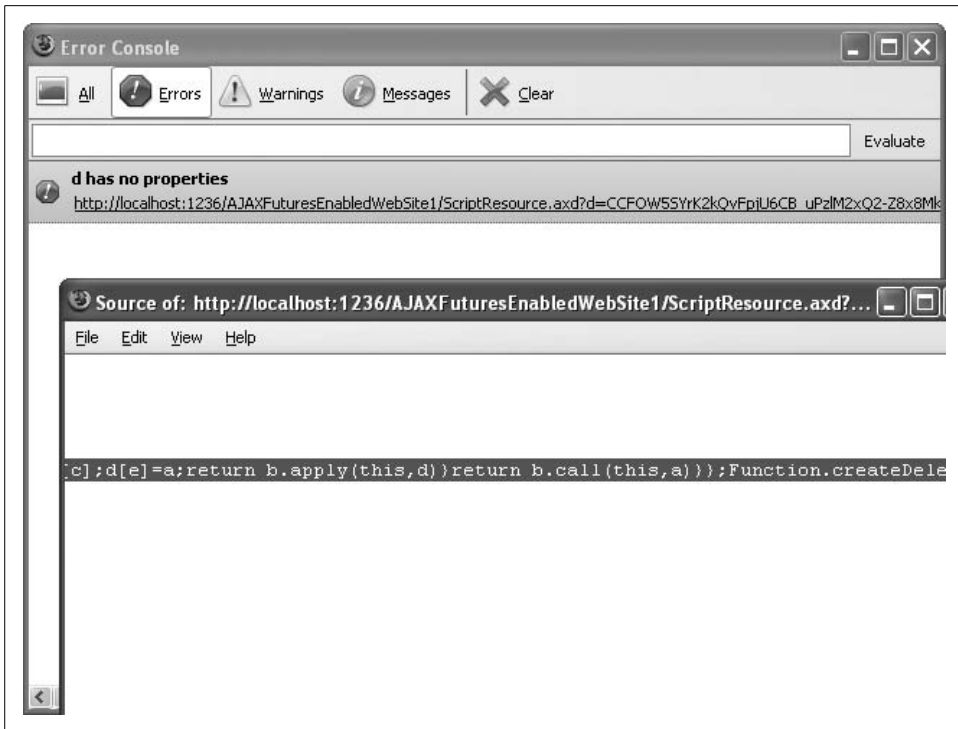 Error Console
All Errors Warnings Messages Clear
Evaluate
d has no properties
http://localhost:1236/AJAXFuturesEnabledWebSite1/ScriptResource.axd?d=CCFOW5SYrK2kQvFpjU6CB_uPzlM2xQ2-Z8x8Mk
Source of: http://localhost:1236/AJAXFuturesEnabledWebSite1/ScriptResource.axd?...
File Edit View Help
[c];d[e]=a;return b.apply(this,d)}return b.call(this,a)}};Function.createDele